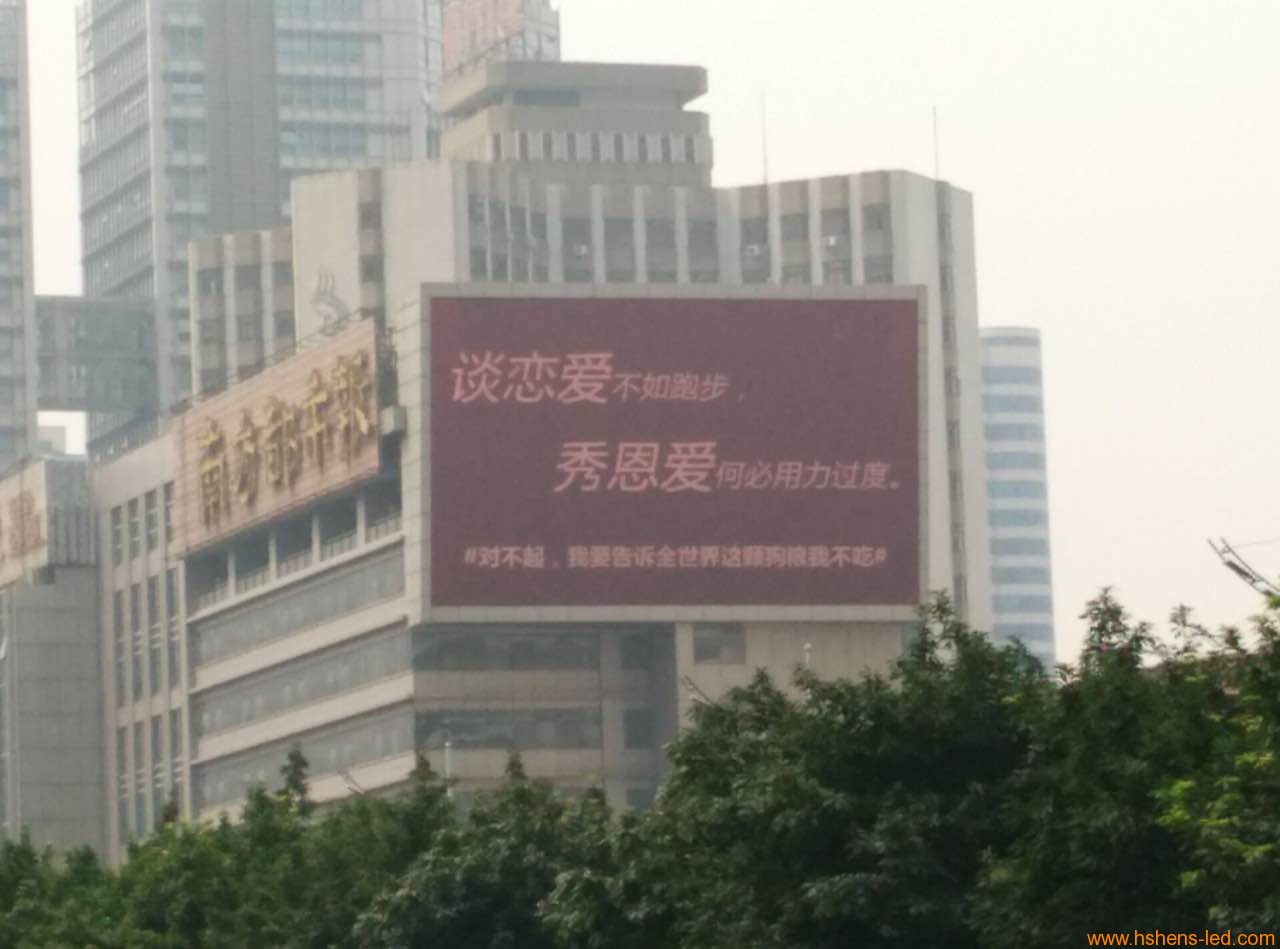 南方都市报
谈恋爱不如跑步，
秀恩爱何必用力过度。
#对不起，我要告诉全世界这颗狗粮我不吃#
www.hshens-led.com